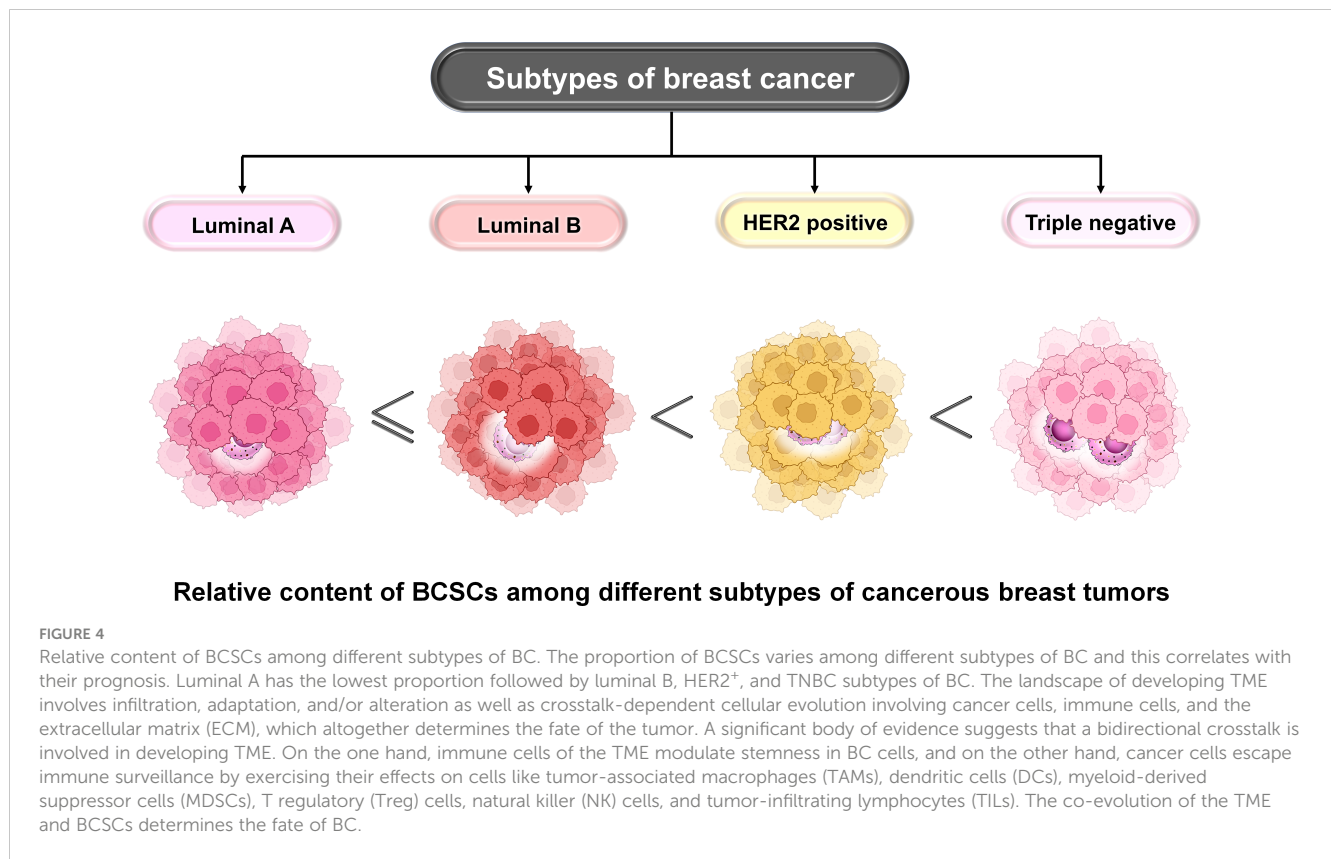 Subtypes of breast cancer
Luminal A
Luminal B
HER2 positive
Triple negative
Relative content of BCSCs among different subtypes of cancerous breast tumors
FIGURE 4
Relative content of BCSCs among different subtypes of BC. The proportion of BCSCs varies among different subtypes of BC and this correlates with
their prognosis. Luminal A has the lowest proportion followed by luminal B, HER2⁺, and TNBC subtypes of BC. The landscape of developing TME
involves infiltration, adaptation, and/or alteration as well as crosstalk-dependent cellular evolution involving cancer cells, immune cells, and the
extracellular matrix (ECM), which altogether determines the fate of the tumor. A significant body of evidence suggests that a bidirectional crosstalk is
involved in developing TME. On the one hand, immune cells of the TME modulate stemness in BC cells, and on the other hand, cancer cells escape
immune surveillance by exercising their effects on cells like tumor-associated macrophages (TAMs), dendritic cells (DCs), myeloid-derived
suppressor cells (MDSCs), T regulatory (Treg) cells, natural killer (NK) cells, and tumor-infiltrating lymphocytes (TILs). The co-evolution of the TME
and BCSCs determines the fate of BC.